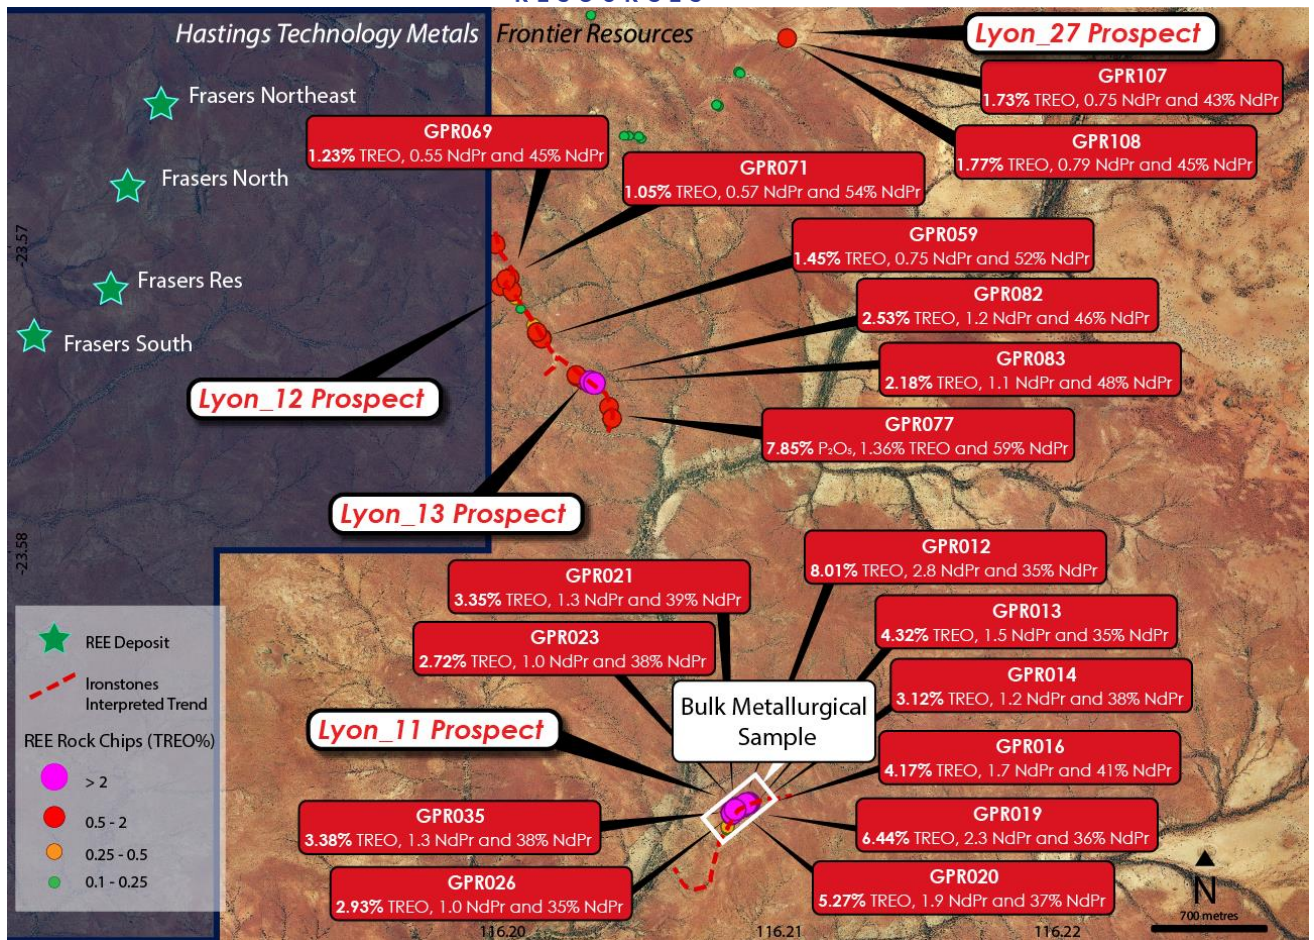 RESOURCES
Hastings Technology Metals
Frontier Resources
Lyon_27 Prospect
Frasers Northeast
GPR107
1.73% TREO, 0.75 NdPr and 43% NdPr
GPR069
1.23% TREO, 0.55 NdPr and 45% NdPr
GPR108
1.77% TREO, 0.79 NdPr and 45% NdPr
Frasers North
GPR071
1.05% TREO, 0.57 NdPr and 54% NdPr
-23.57
GPR059
1.45% TREO, 0.75 NdPr and 52% NdPr
Frasers Res
GPR082
2.53% TREO, 1.2 NdPr and 46% NdPr
Frasers South
GPR083
2.18% TREO, 1.1 NdPr and 48% NdPr
Lyon_12 Prospect
GPR077
7.85% P₂O₅, 1.36% TREO and 59% NdPr
Lyon_13 Prospect
-23.58
GPR012
8.01% TREO, 2.8 NdPr and 35% NdPr
GPR021
3.35% TREO, 1.3 NdPr and 39% NdPr
GPR013
4.32% TREO, 1.5 NdPr and 35% NdPr
GPR023
2.72% TREO, 1.0 NdPr and 38% NdPr
GPR014
3.12% TREO, 1.2 NdPr and 38% NdPr
Bulk Metallurgical
Sample
Lyon_11 Prospect
GPR016
4.17% TREO, 1.7 NdPr and 41% NdPr
GPR035
3.38% TREO, 1.3 NdPr and 38% NdPr
GPR019
6.44% TREO, 2.3 NdPr and 36% NdPr
GPR026
2.93% TREO, 1.0 NdPr and 35% NdPr
GPR020
5.27% TREO, 1.9 NdPr and 37% NdPr
REE Deposit
Ironstones
Interpreted Trend
REE Rock Chips (TREO%)
> 2
0.5 - 2
0.25 - 0.5
0.1 - 0.25
N
700 metres
116.20
116.21
116.22